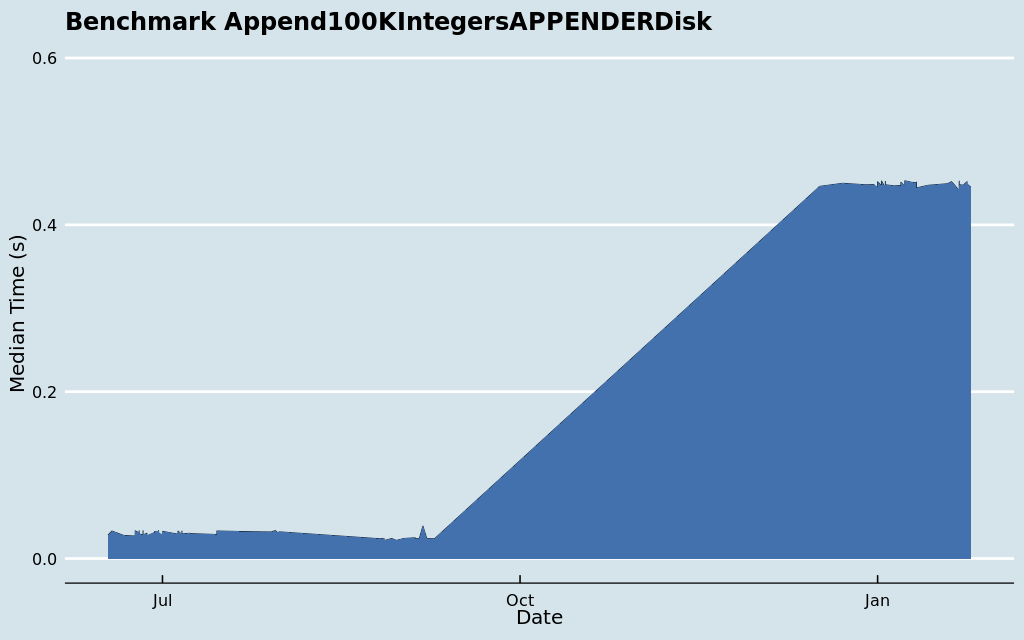 Benchmark Append100KIntegersAPPENDERDisk
0.6
0.4
0.2
0.0
Median Time (s)
Jul
Oct
Jan
Date